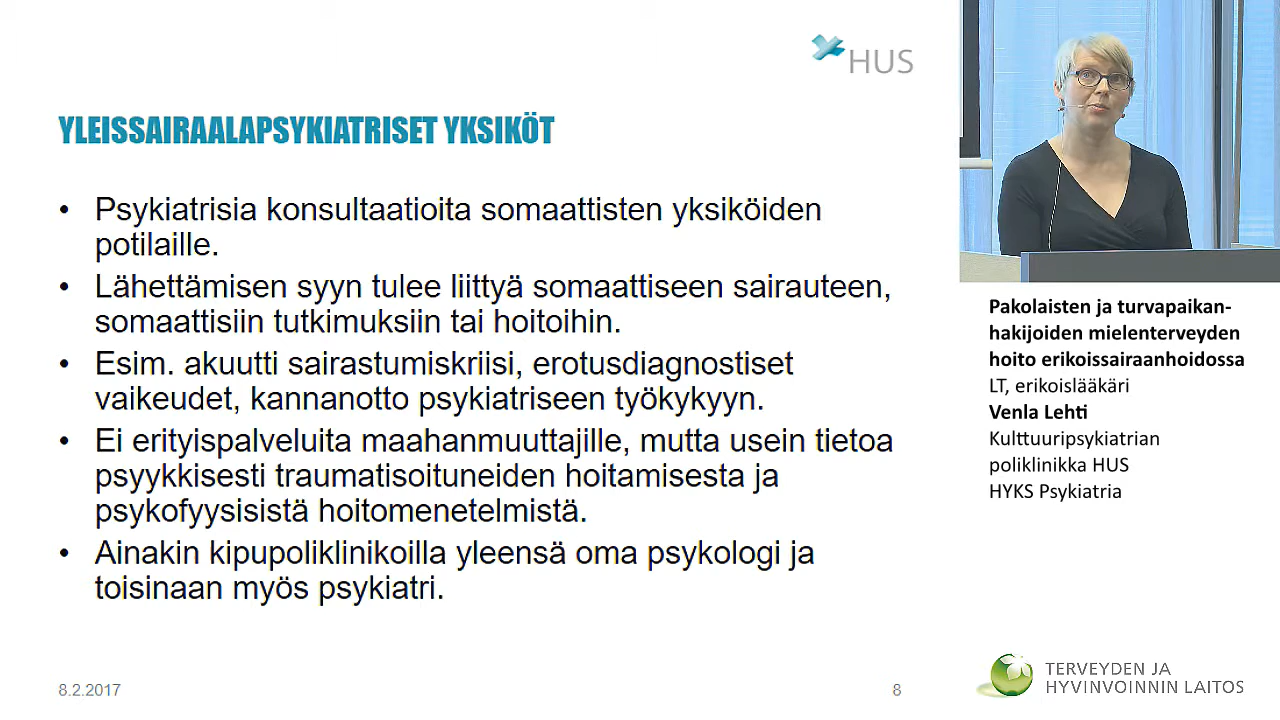 HUS
YLEISSAIRAALAPSYKIATRISET YKSIKÖT
• Psykiatrisia konsultaatioita somaattisten yksiköiden
potilaille.
• Lähettämisen syyn tulee liittyä somaattiseen sairauteen,
somaattisiin tutkimuksiin tai hoitoihin.
• Esim. akuutti sairastumiskriisi, erotusdiagnostiset
vaikeudet, kannanotto psykiatriseen työkykyyn.
• Ei erityispalveluita maahanmuuttajille, mutta usein tietoa
psyykkisesti traumatisoituneiden hoitamisesta ja
psykofyysisistä hoitomenetelmistä.
• Ainakin kipupoliklinikoilla yleensä oma psykologi ja
toisinaan myös psykiatri.
8.2.2017
8
Pakolaisten ja turvapaikan-
hakijoiden mielenterveyden
hoito erikoissairaanhoidossa
LT, erikoislääkäri
Venla Lehti
Kulttuuripsykiatrian
poliklinikka HUS
HYKS Psykiatria
TERVEYDEN JA
HYVINVOINNIN LAITOS